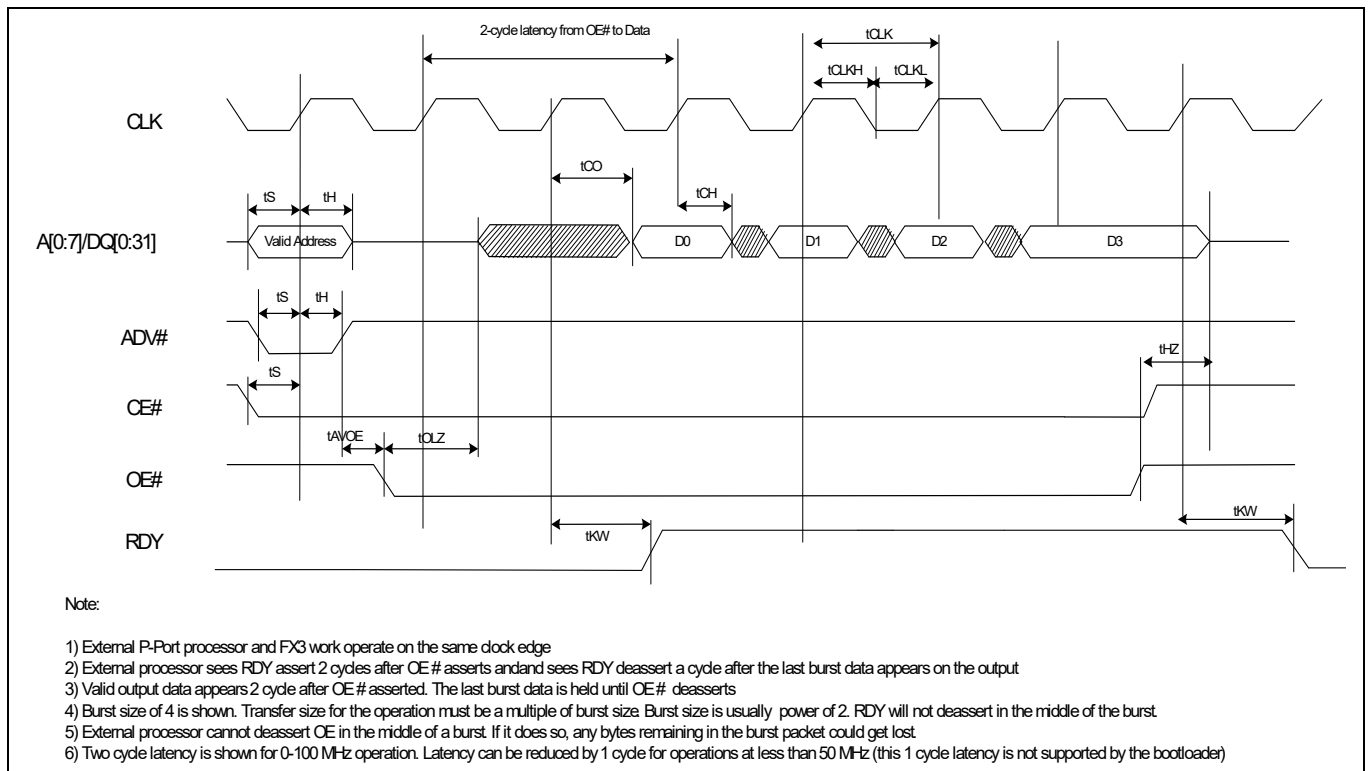 2-cycle latency from OE# to Data
tCLK
tCLKH
tCLKL
CLK
tCO
tS
tH
tCH
A[0:7]/DQ[0:31]
Valid Address
D0
D1
D2
D3
tS
tH
ADV#
tHZ
tS
CE#
tAVOE
tOLZ
OE#
tKW
tKW
RDY
Note:
1) External P-Port processor and FX3 work operate on the same clock edge
2) External processor sees RDY assert 2 cycles after OE # asserts andand sees RDY deassert a cycle after the last burst data appears on the output
3) Valid output data appears 2 cycle after OE # asserted. The last burst data is held until OE # deasserts
4) Burst size of 4 is shown. Transfer size for the operation must be a multiple of burst size. Burst size is usually power of 2. RDY will not deassert in the middle of the burst.
5) External processor cannot deassert OE in the middle of a burst. If it does so, any bytes remaining in the burst packet could get lost.
6) Two cycle latency is shown for 0-100 MHz operation. Latency can be reduced by 1 cycle for operations at less than 50 MHz (this 1 cycle latency is not supported by the bootloader)